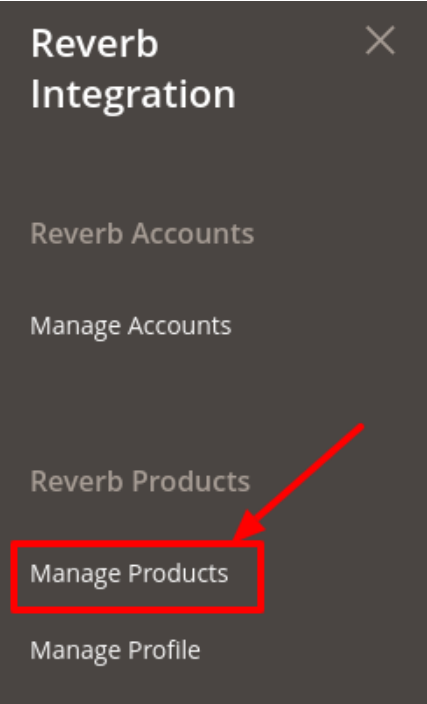 Reverb
Integration
Reverb Accounts
Manage Accounts
Reverb Products
Manage Products
Manage Profile